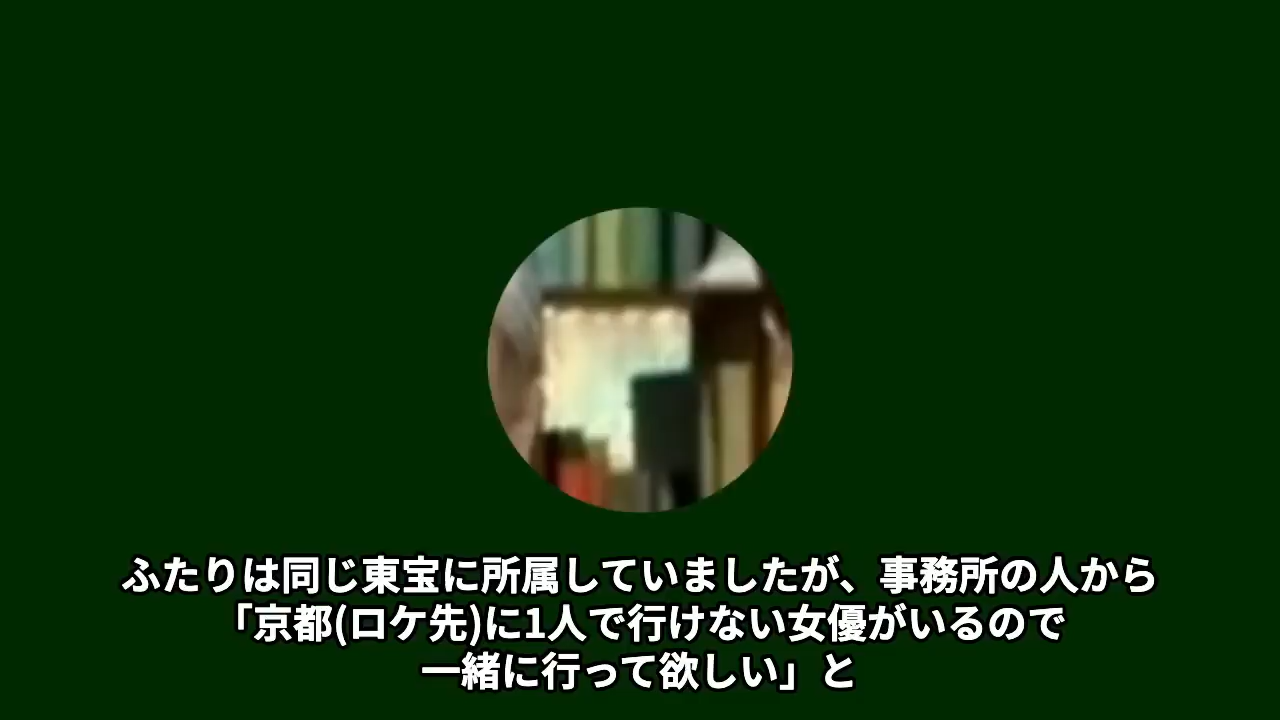 ふたりは同じ東宝に所属していましたが、事務所の人から
「京都(ロケ先)に1人で行けない女優がいるので
一緒に行って欲しい」と